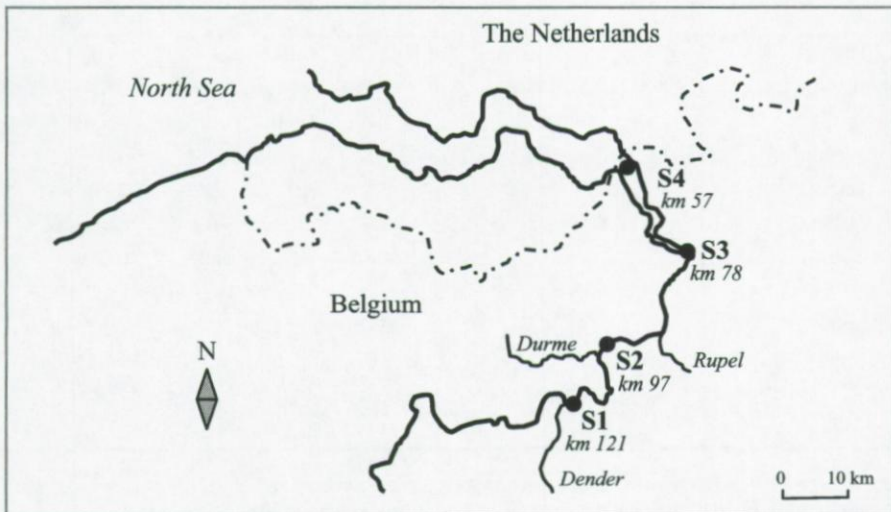 The Netherlands
North Sea
S4
km 57
S3
km 78
Belgium
N
Durme
S2
km 97
Rupel
S1
km 121
Dender
0 10 km